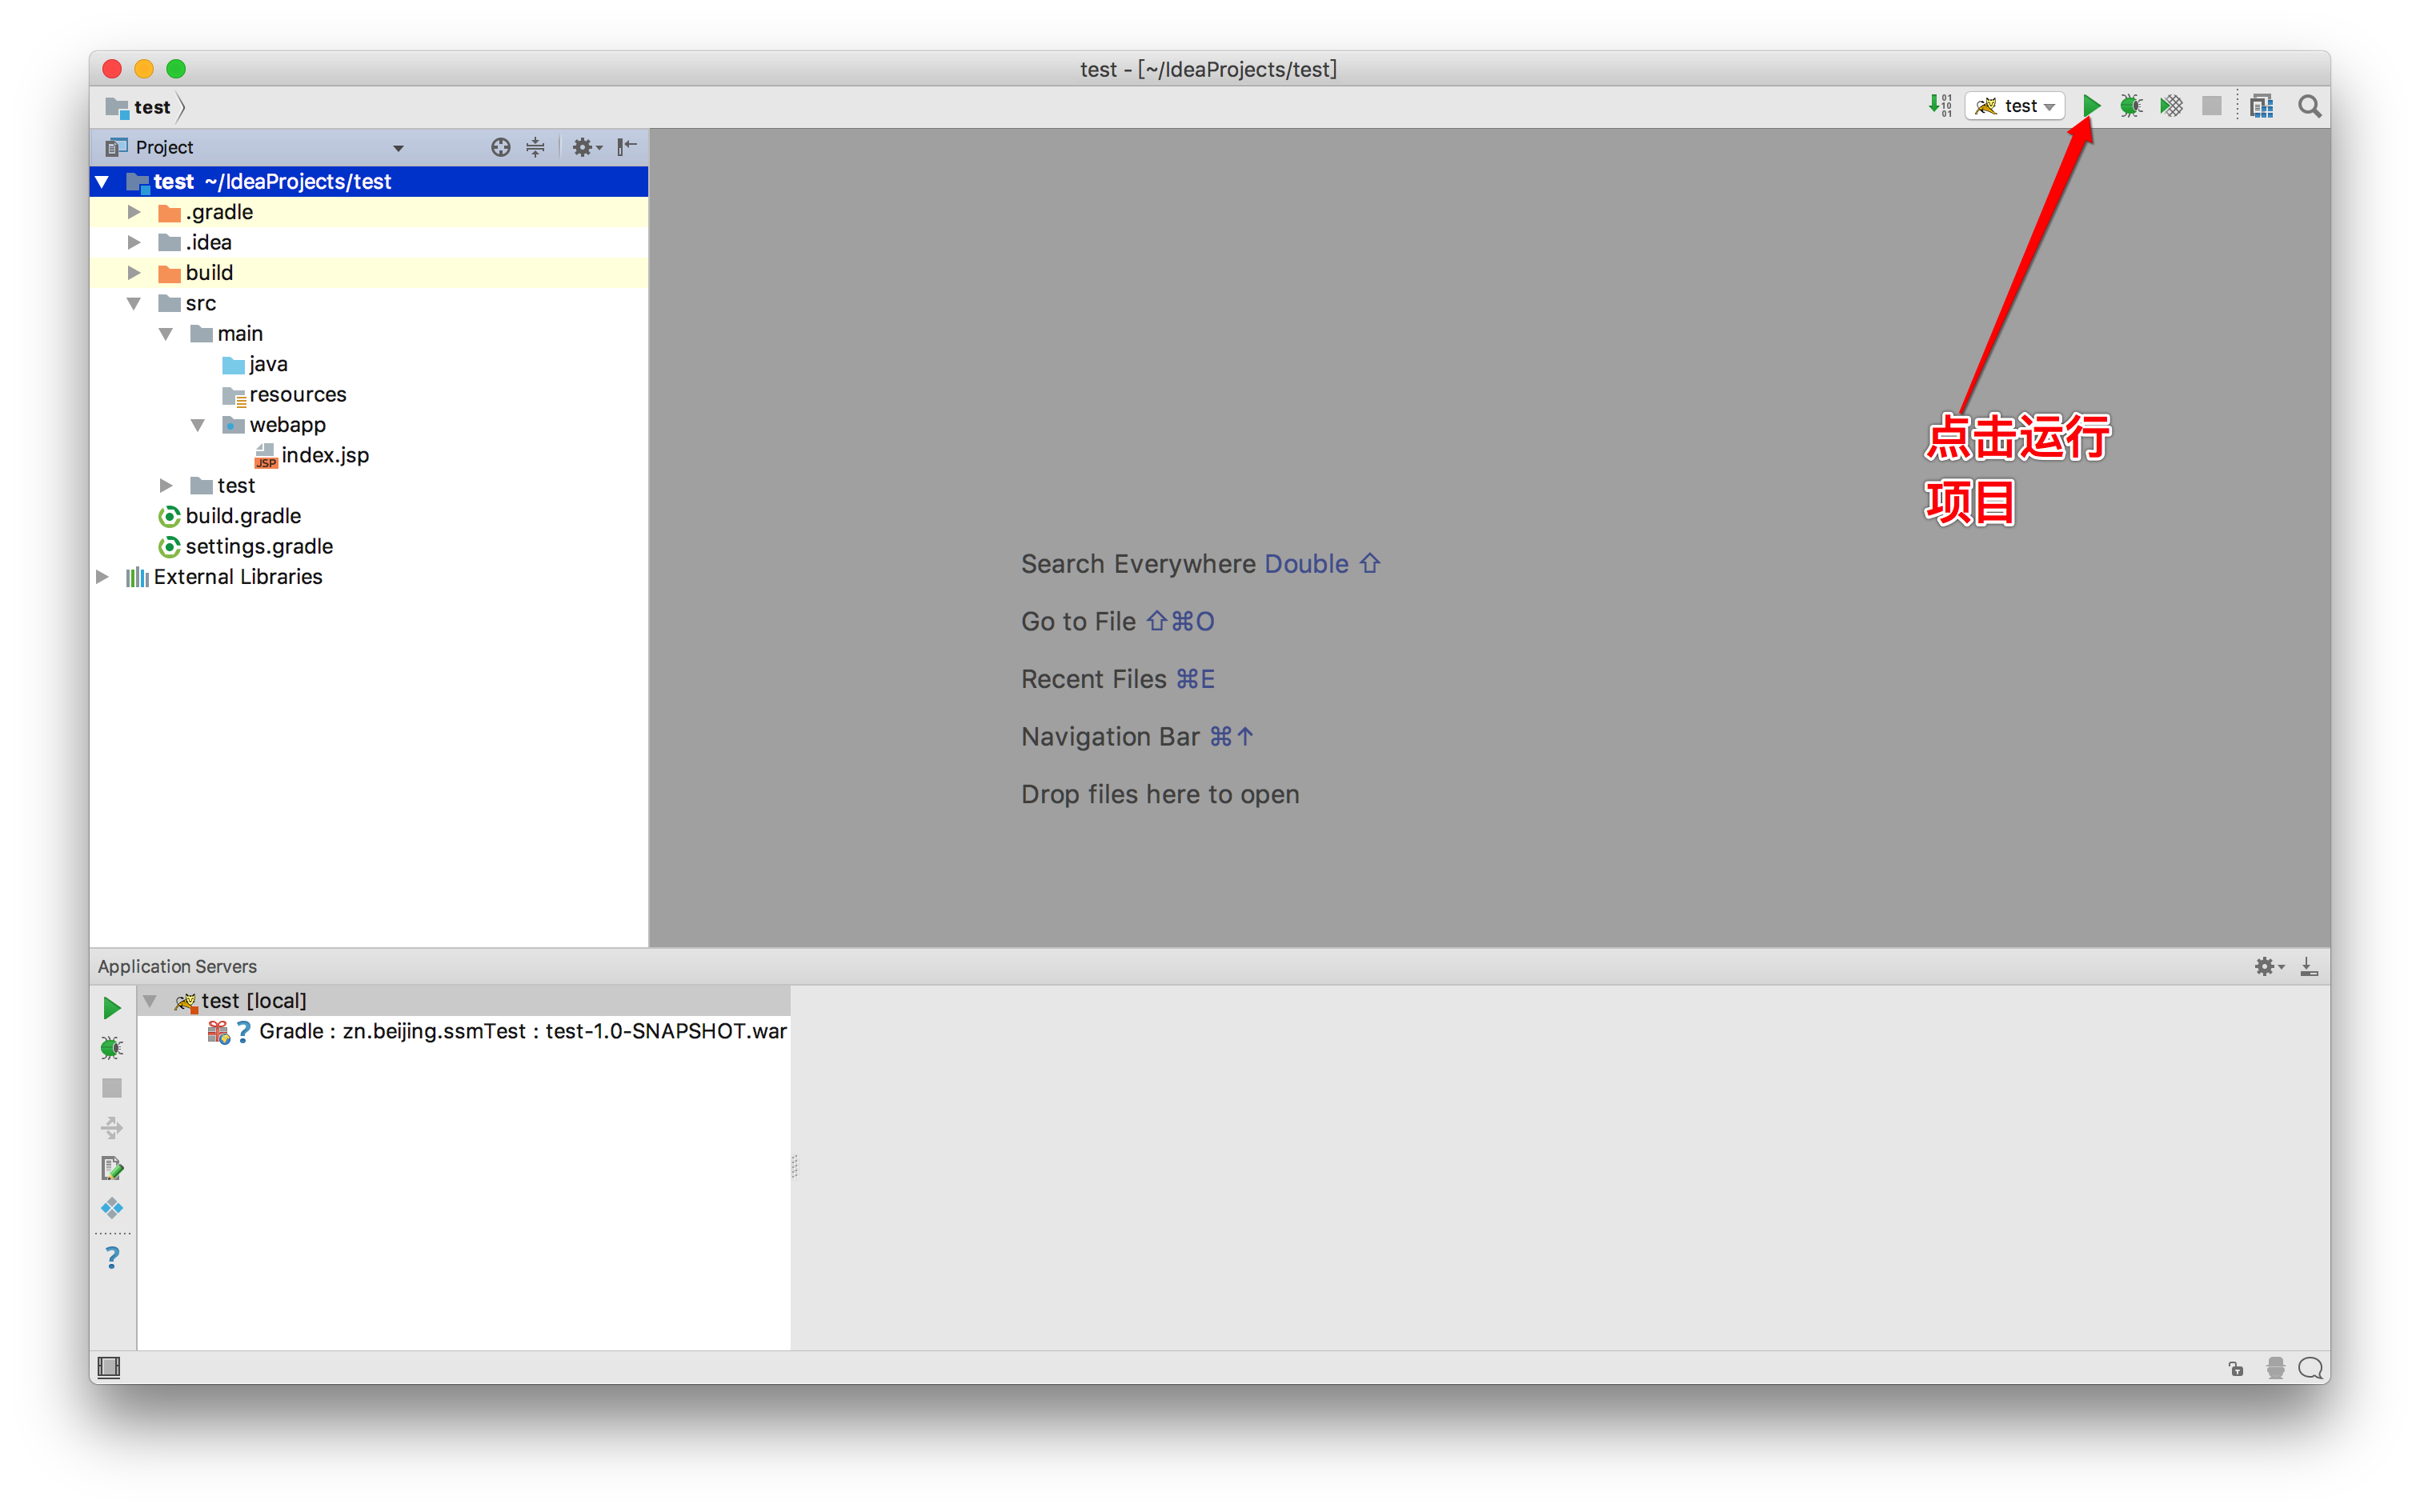 test - [~/IdeaProjects/test]
test
test
Project
test ~/IdeaProjects/test
.gradle
.idea
build
src
main
java
resources
webapp
JSP index.jsp
test
build.gradle
settings.gradle
External Libraries
点击运行
项目
Search Everywhere Double ⇧
Go to File ⇧⌘O
Recent Files ⌘E
Navigation Bar ⌘↑
Drop files here to open
Application Servers
test [local]
? Gradle : zn.beijing.ssmTest : test-1.0-SNAPSHOT.war
?